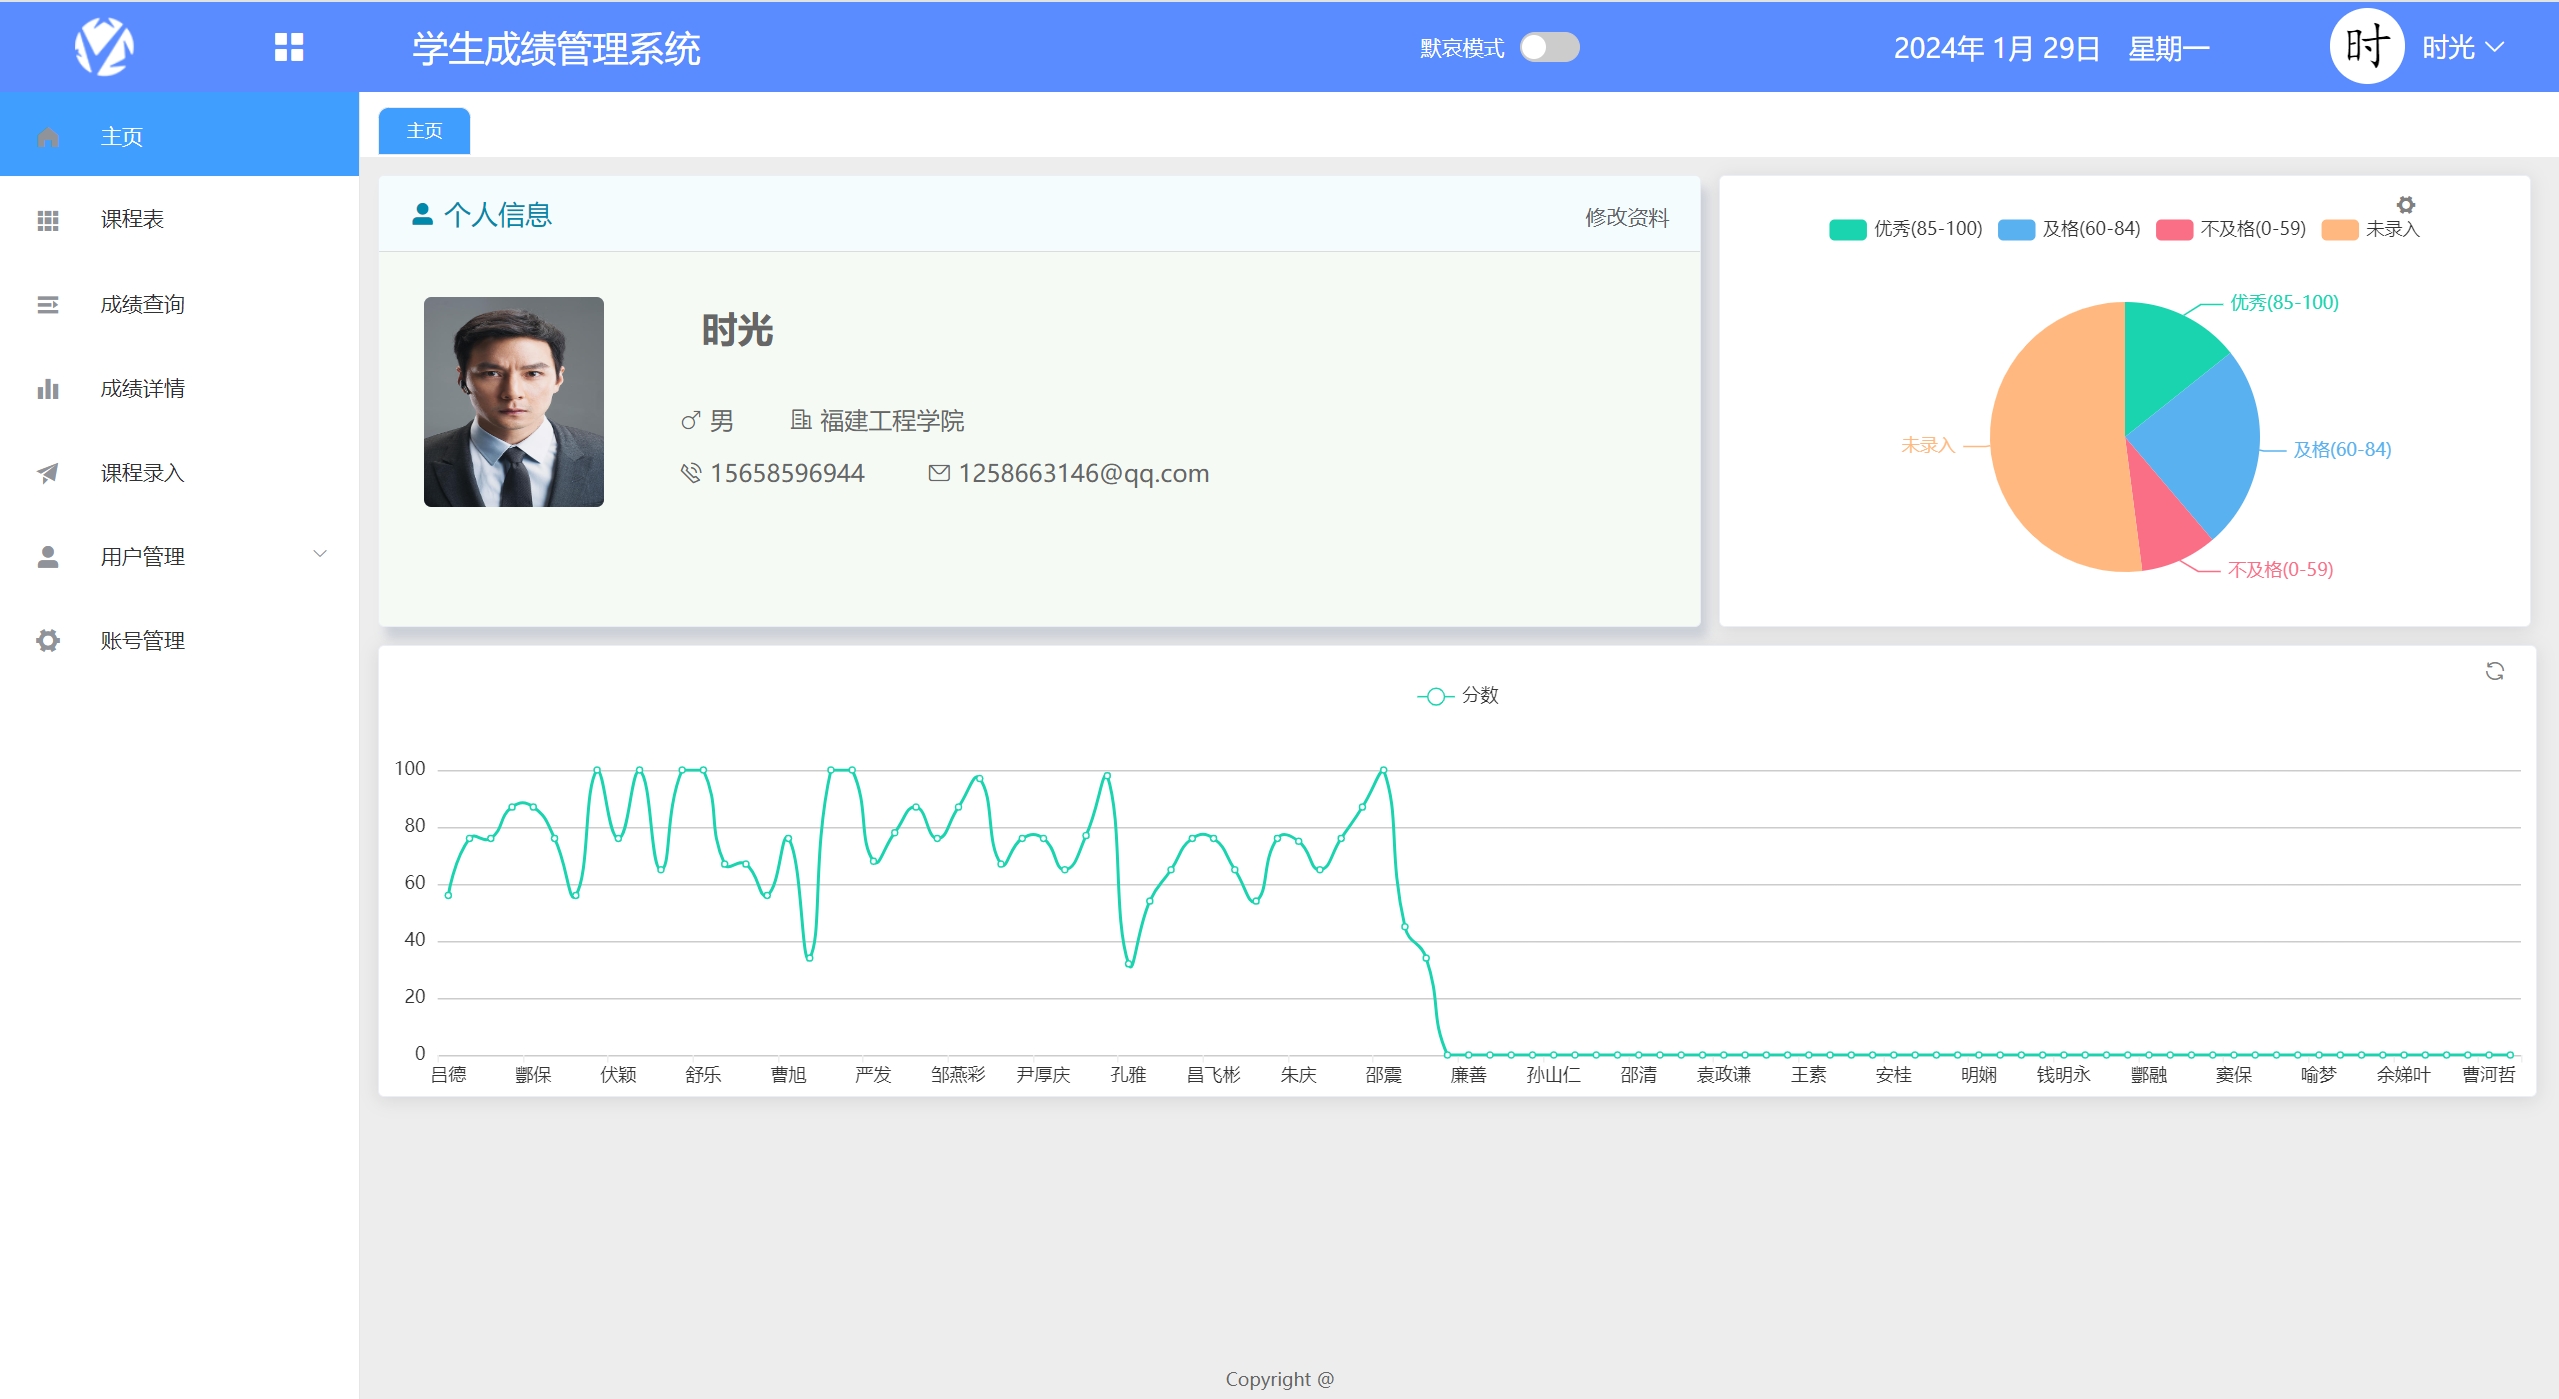 学生成绩管理系统
默哀模式
2024年 1月 29日 星期一
时
时光
主页
课程表
成绩查询
成绩详情
课程录入
用户管理
账号管理
主页
个人信息
修改资料
时光
男 福建工程学院
15658596944 1258663146@qq.com
优秀(85-100) 及格(60-84) 不及格(0-59) 未录入
优秀(85-100)
未录入
及格(60-84)
不及格(0-59)
分数
100
80
60
40
20
0
吕德 酆保 伏颖 舒乐 曹旭 严发 邹燕彩 尹厚庆 孔雅 昌飞彬 朱庆 邵震 廉善 孙山仁 邵清 袁政谦 王素 安桂 明娴 钱明永 酆融 窦保 喻梦 余娣叶 曹河哲
Copyright @